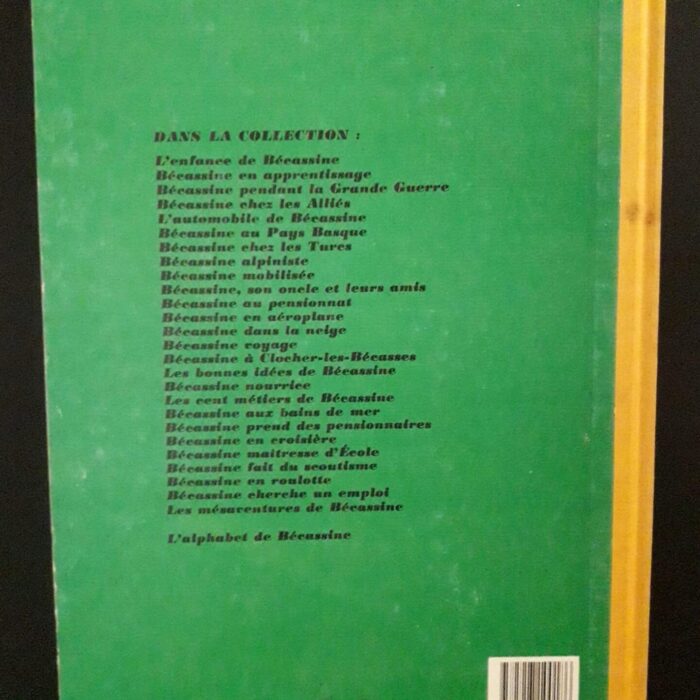 DANS LA COLLECTION :
L'enfance de Bécassine
Bécassine en apprentissage
Bécassine pendant la Grande Guerre
Bécassine chez les Alliés
L'automobile de Bécassine
Bécassine au Pays Basque
Bécassine chez les Turcs
Bécassine alpiniste
Bécassine mobilisée
Bécassine, son oncle et leurs amis
Bécassine au pensionnat
Bécassine en aéroplane
Bécassine dans la neige
Bécassine voyage
Bécassine à Clocher-les-Bécasses
Les bonnes idées de Bécassine
Bécassine nourrice
Les cent métiers de Bécassine
Bécassine aux bains de mer
Bécassine prend des pensionnaires
Bécassine en croisière
Bécassine maitresse d'École
Bécassine fait du scoutisme
Bécassine en roulotte
Bécassine cherche un emploi
Les mésaventures de Bécassine
L'alphabet de Bécassine